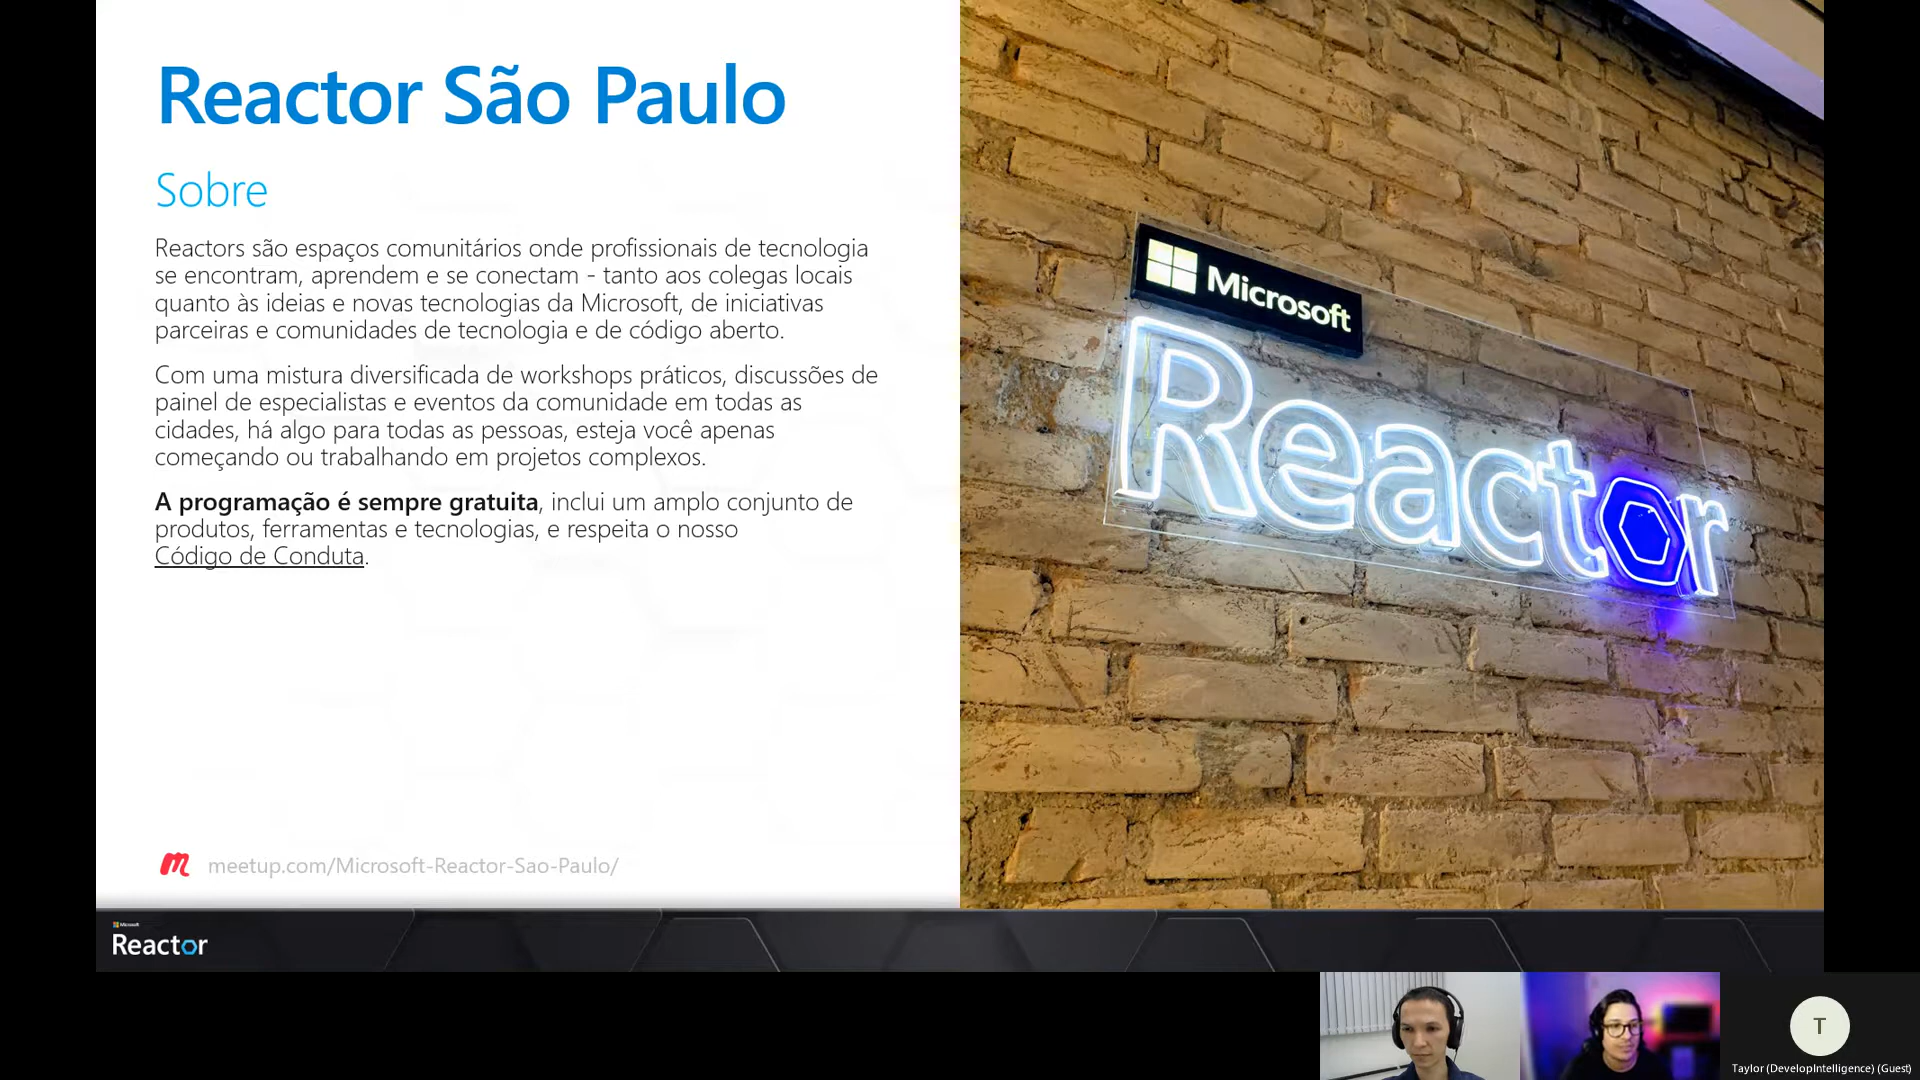 Reactor São Paulo
Sobre
Reactors são espaços comunitários onde profissionais de tecnologia
se encontram, aprendem e se conectam - tanto aos colegas locais
quanto às ideias e novas tecnologias da Microsoft, de iniciativas
parceiras e comunidades de tecnologia e de código aberto.
Com uma mistura diversificada de workshops práticos, discussões de
painel de especialistas e eventos da comunidade em todas as
cidades, há algo para todas as pessoas, esteja você apenas
começando ou trabalhando em projetos complexos.
A programação é sempre gratuita, inclui um amplo conjunto de
produtos, ferramentas e tecnologias, e respeita o nosso
Código de Conduta.
meetup.com/Microsoft-Reactor-Sao-Paulo/
Microsoft
Reactor
Microsoft
Reactor
T
Taylor (DevelopIntelligence) (Guest)